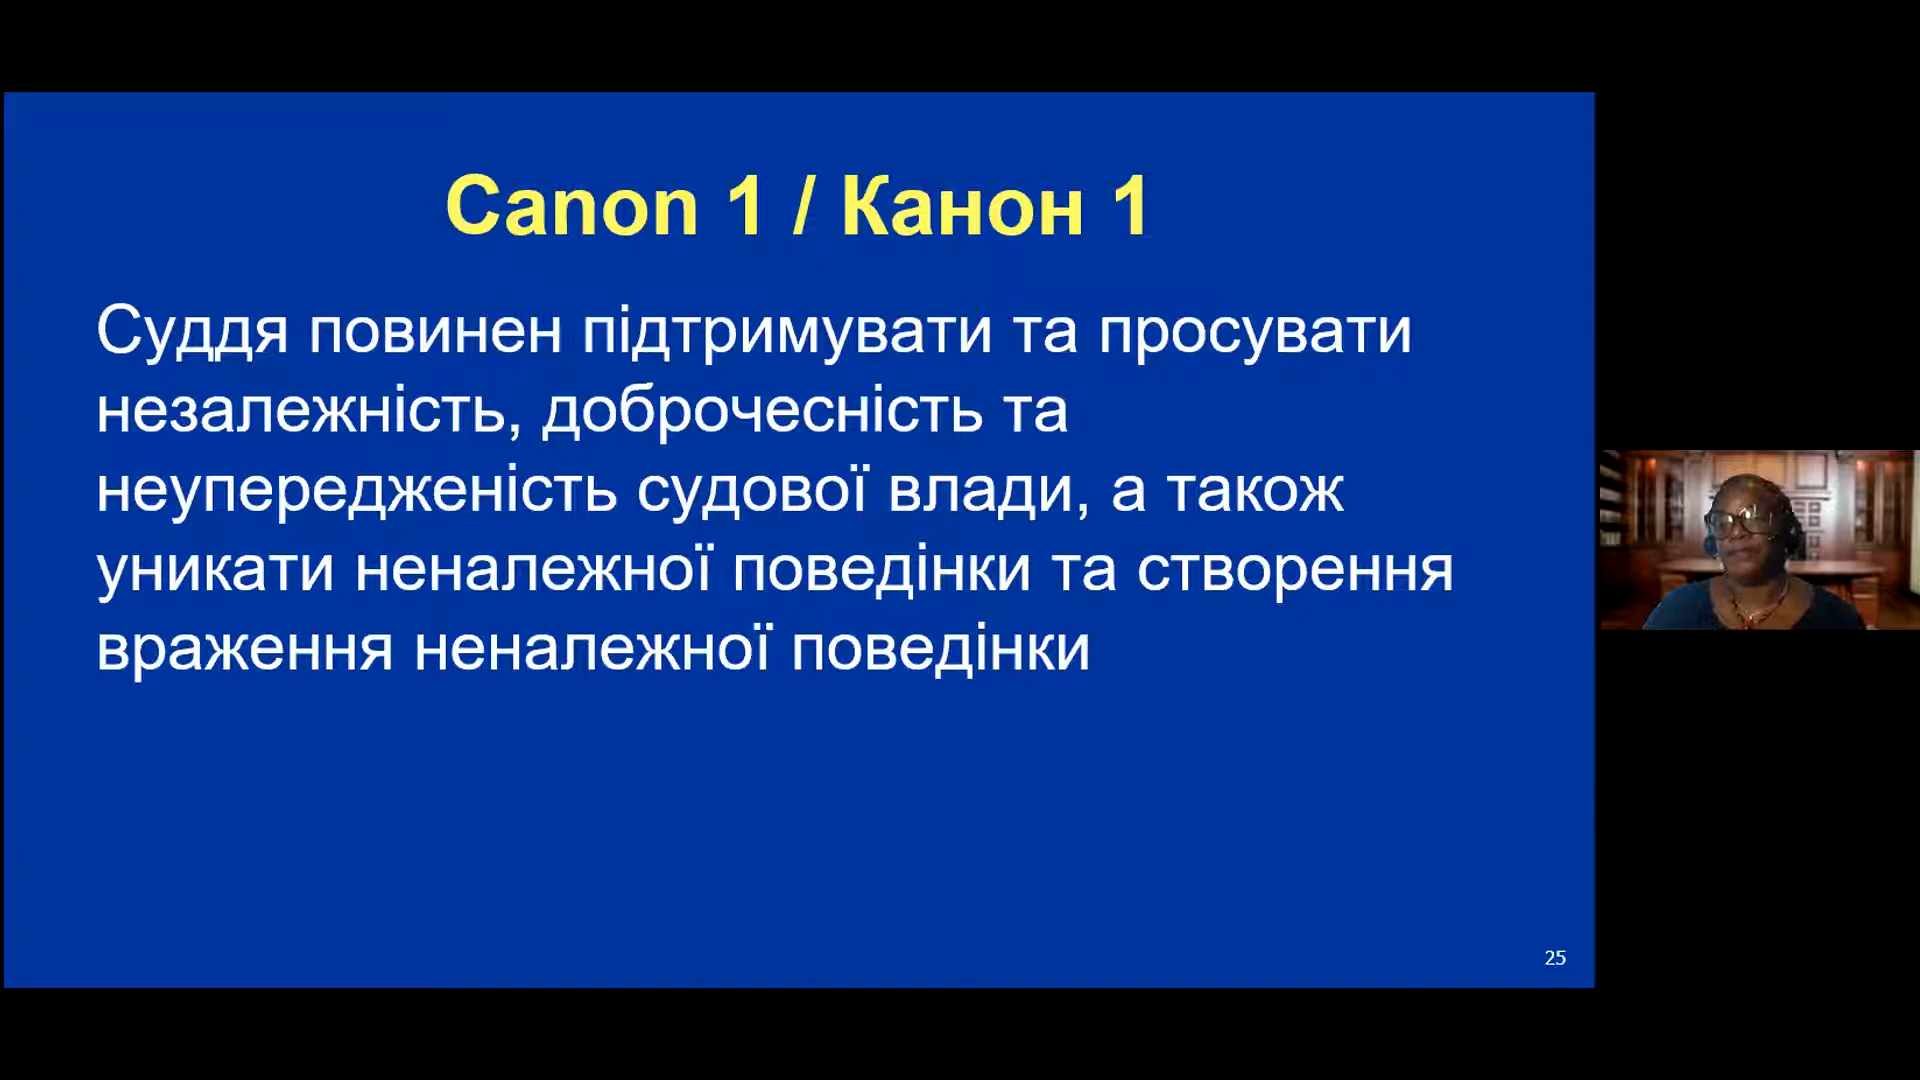 Canon 1 / Канон 1
Суддя повинен підтримувати та просувати
незалежність, доброчесність та
неупередженість судової влади, а також
уникати неналежної поведінки та створення
враження неналежної поведінки
25